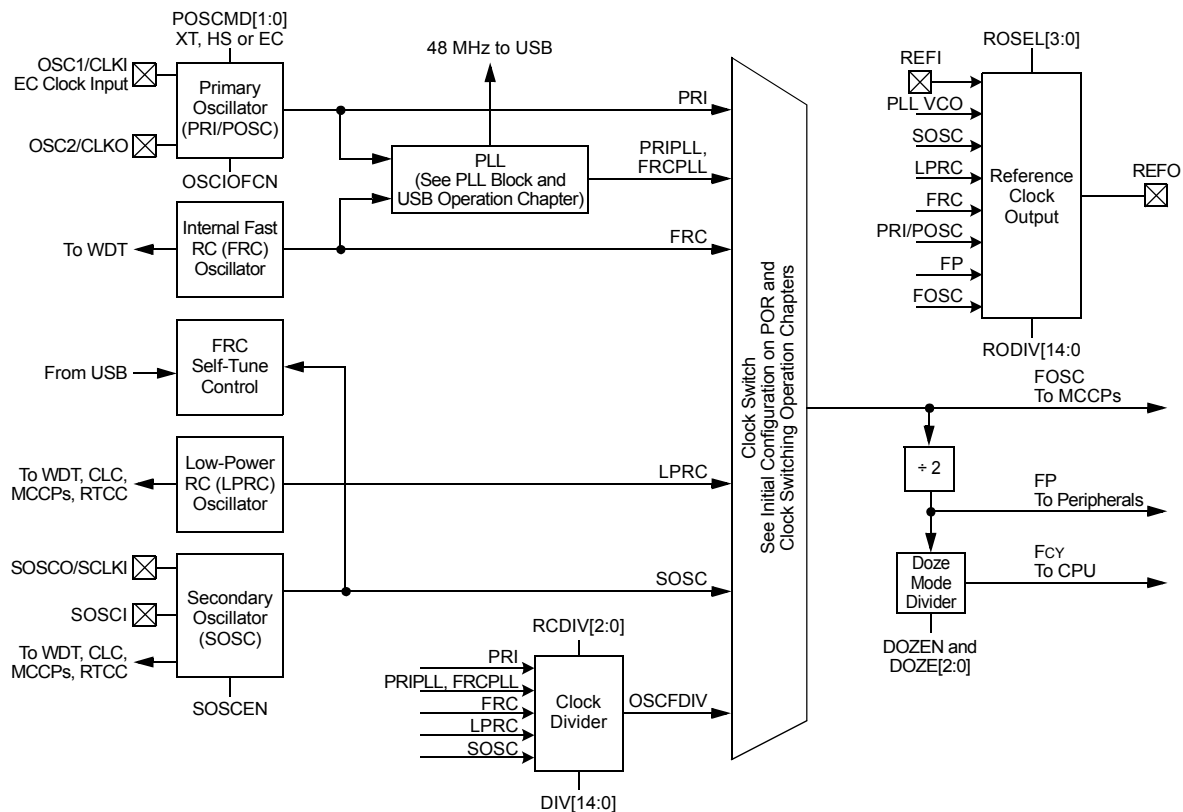 POSCMD[1:0]
XT, HS or EC
OSC1/CLKI
EC Clock Input
Primary
Oscillator
(PRI/POSC)
OSC2/CLKO
OSCIOFCN
48 MHz to USB
PRI
PLL
(See PLL Block and
USB Operation Chapter)
PRIPLL,
FRCPLL
To WDT
Internal Fast
RC (FRC)
Oscillator
FRC
From USB
FRC
Self-Tune
Control
To WDT, CLC,
MCCPs, RTCC
Low-Power
RC (LPRC)
Oscillator
LPRC
SOSCO/SCLKI
SOSCI
To WDT, CLC,
MCCPs, RTCC
Secondary
Oscillator
(SOSC)
SOSCEN
SOSC
RCDIV[2:0]
PRI
PRIPLL, FRCPLL
FRC
LPRC
SOSC
Clock
Divider
OSCFDIV
DIV[14:0]
Clock Switch
See Initial Configuration on POR and
Clock Switching Operation Chapters
ROSEL[3:0]
REFI
PLL VCO
SOSC
LPRC
FRC
PRI/POSC
FP
FOSC
Reference
Clock
Output
REFO
RODIV[14:0
FOSC
To MCCPs
÷ 2
FP
To Peripherals
Doze
Mode
Divider
FCY
To CPU
DOZEN and
DOZE[2:0]